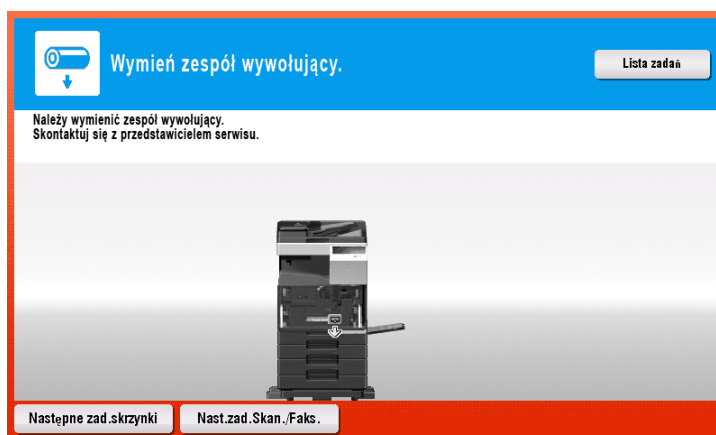 Wymień zespół wywołujący.
Lista zadań
Należy wymienić zespół wywołujący.
Skontaktuj się z przedstawicielem serwisu.
Następne zad.skrzynki
Nast.zad.Skan./Faks.